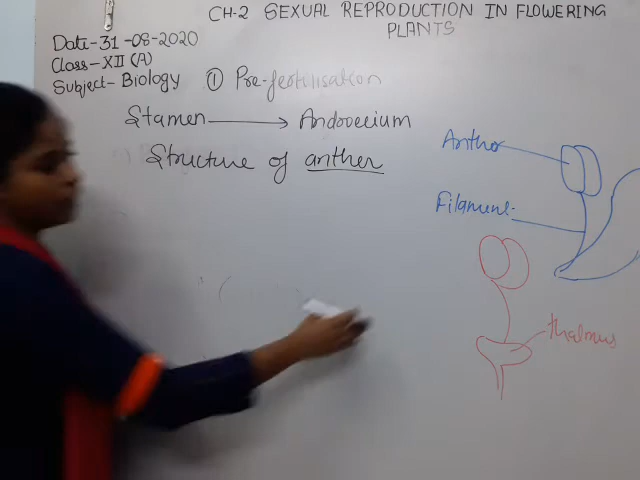 CH-2 SEXUAL REPRODUCTION IN FLOWERING
PLANTS
Date-31-08-2020
Class-XII (A)
Subject-Biology ① Pre-fertilisation
Stamen → Androecium
Structure of anther
Anther
Filament
thalmus